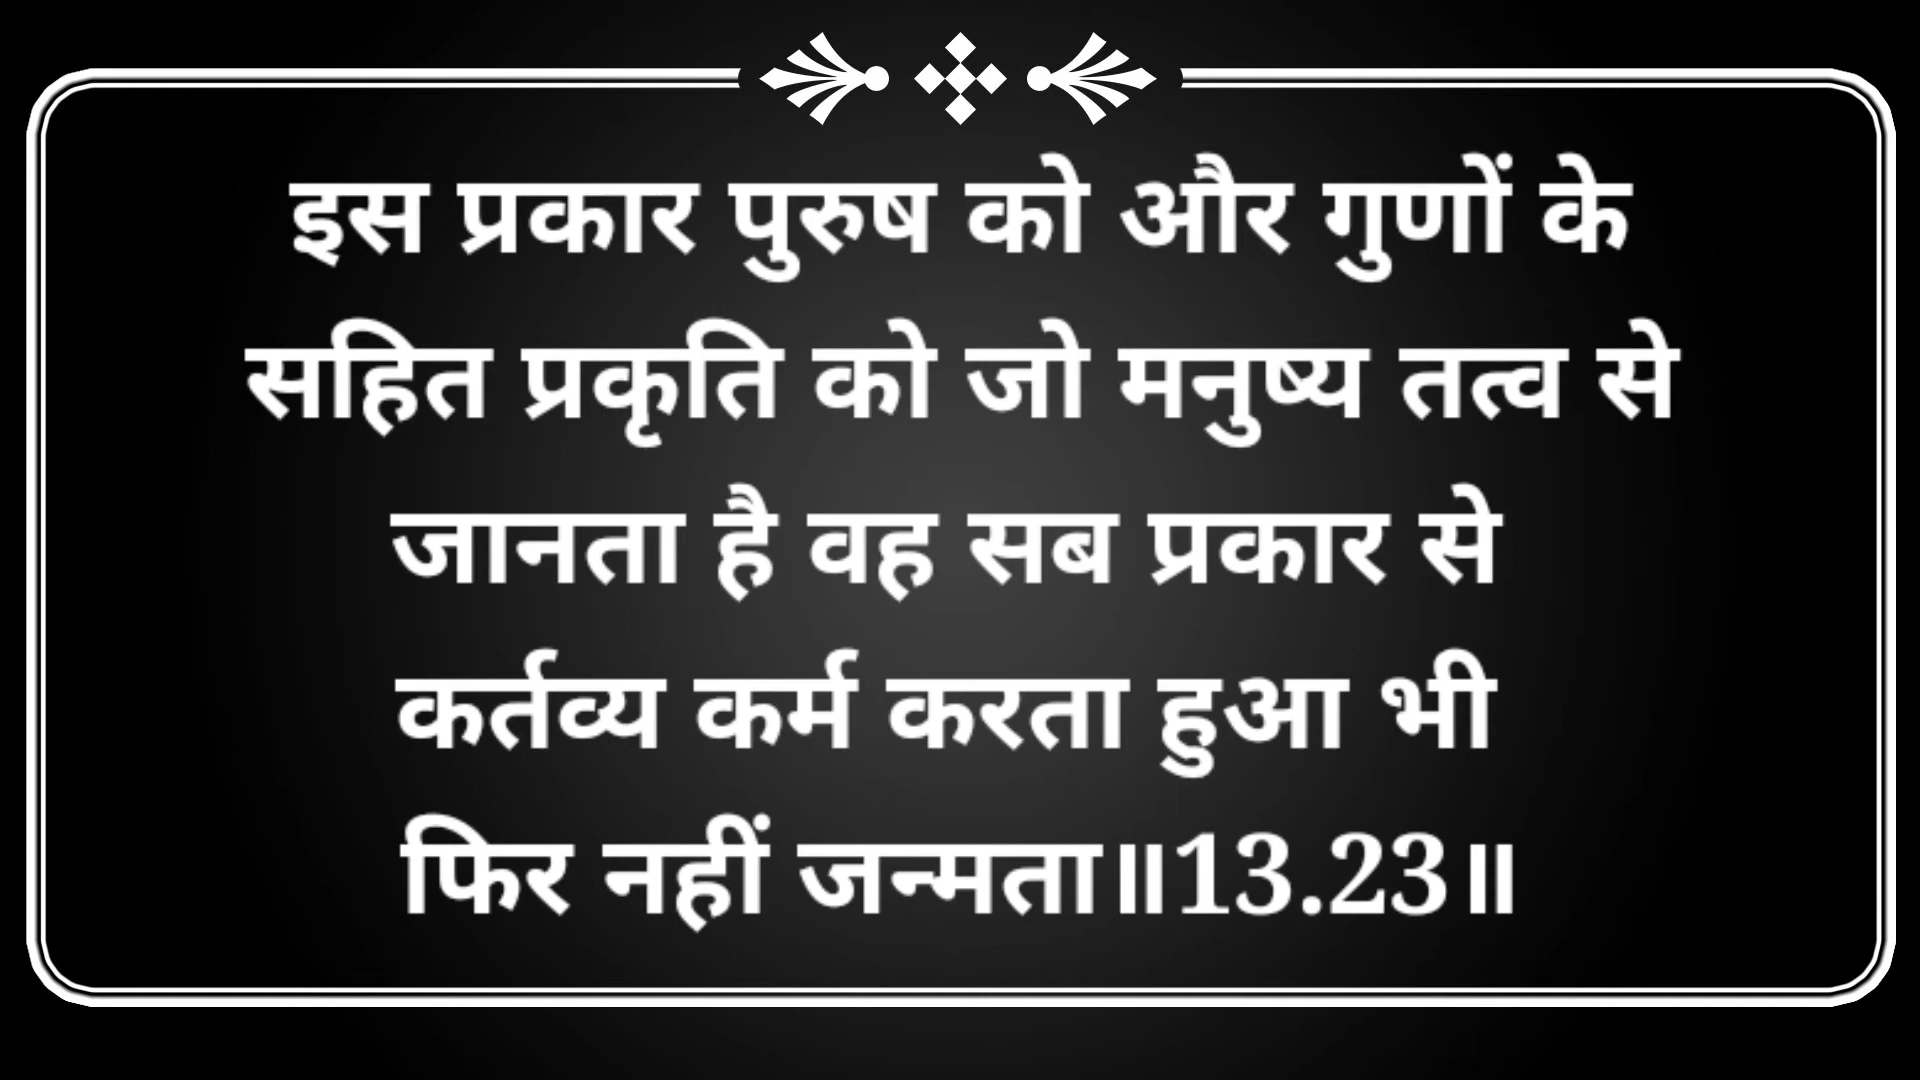 इस प्रकार पुरुष को और गुणों के
सहित प्रकृति को जो मनुष्य तत्व से
जानता है वह सब प्रकार से
कर्तव्य कर्म करता हुआ भी
फिर नहीं जन्मता॥13.23॥